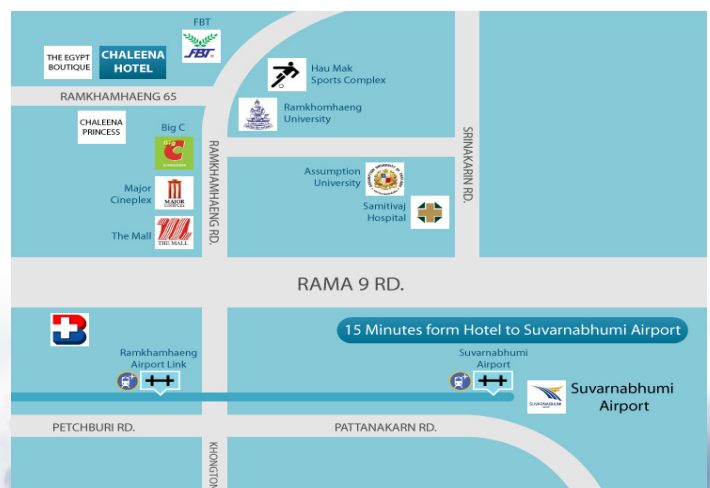 FBT
FBT
THE EGYPT
BOUTIQUE
CHALEENA
HOTEL
Hau Mak
Sports Complex
RAMKHAMHAENG 65
Ramkhomhaeng
University
CHALEENA
PRINCESS
Big C
Big
C
RAMKHAMHAENG RD.
SRINAKARIN RD.
Assumption
University
Major
Cineplex
MAJOR
Samitivaj
Hospital
The Mall
THE MALL
RAMA 9 RD.
15 Minutes form Hotel to Suvarnabhumi Airport
Ramkhamhaeng
Airport Link
Suvarnabhumi
Airport
Suvarnabhumi
Airport
PETCHBURI RD.
PATTANAKARN RD.
KHONGTON